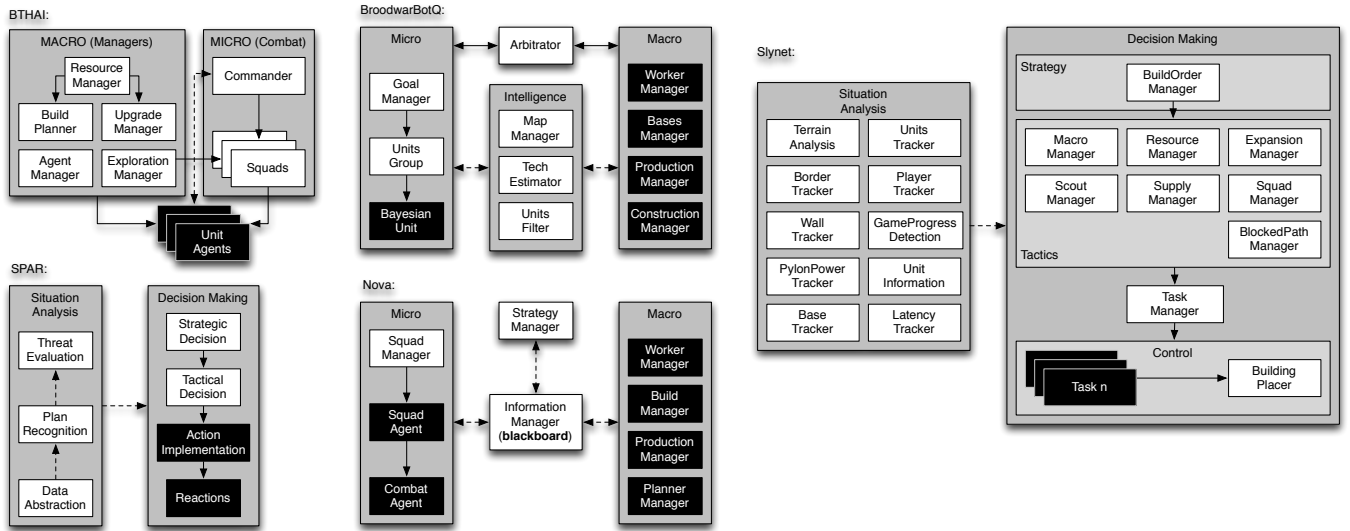 BTHAI:
MACRO (Managers)
Resource
Manager
Build
Planner
Upgrade
Manager
Agent
Manager
Exploration
Manager
MICRO (Combat)
Commander
Squads
Unit
Agents
SPAR:
Situation
Analysis
Threat
Evaluation
Plan
Recognition
Data
Abstraction
Decision Making
Strategic
Decision
Tactical
Decision
Action
Implementation
Reactions
BroodwarBotQ:
Micro
Goal
Manager
Units
Group
Bayesian
Unit
Arbitrator
Intelligence
Map
Manager
Tech
Estimator
Units
Filter
Macro
Worker
Manager
Bases
Manager
Production
Manager
Construction
Manager
Nova:
Micro
Squad
Manager
Squad
Agent
Combat
Agent
Strategy
Manager
Information
Manager
(blackboard)
Macro
Worker
Manager
Build
Manager
Production
Manager
Planner
Manager
Slynet:
Situation
Analysis
Terrain
Analysis
Units
Tracker
Border
Tracker
Player
Tracker
Wall
Tracker
GameProgress
Detection
PylonPower
Tracker
Unit
Information
Base
Tracker
Latency
Tracker
Decision Making
Strategy
BuildOrder
Manager
Macro
Manager
Resource
Manager
Expansion
Manager
Scout
Manager
Supply
Manager
Squad
Manager
BlockedPath
Manager
Tactics
Task
Manager
Control
Task n
Building
Placer